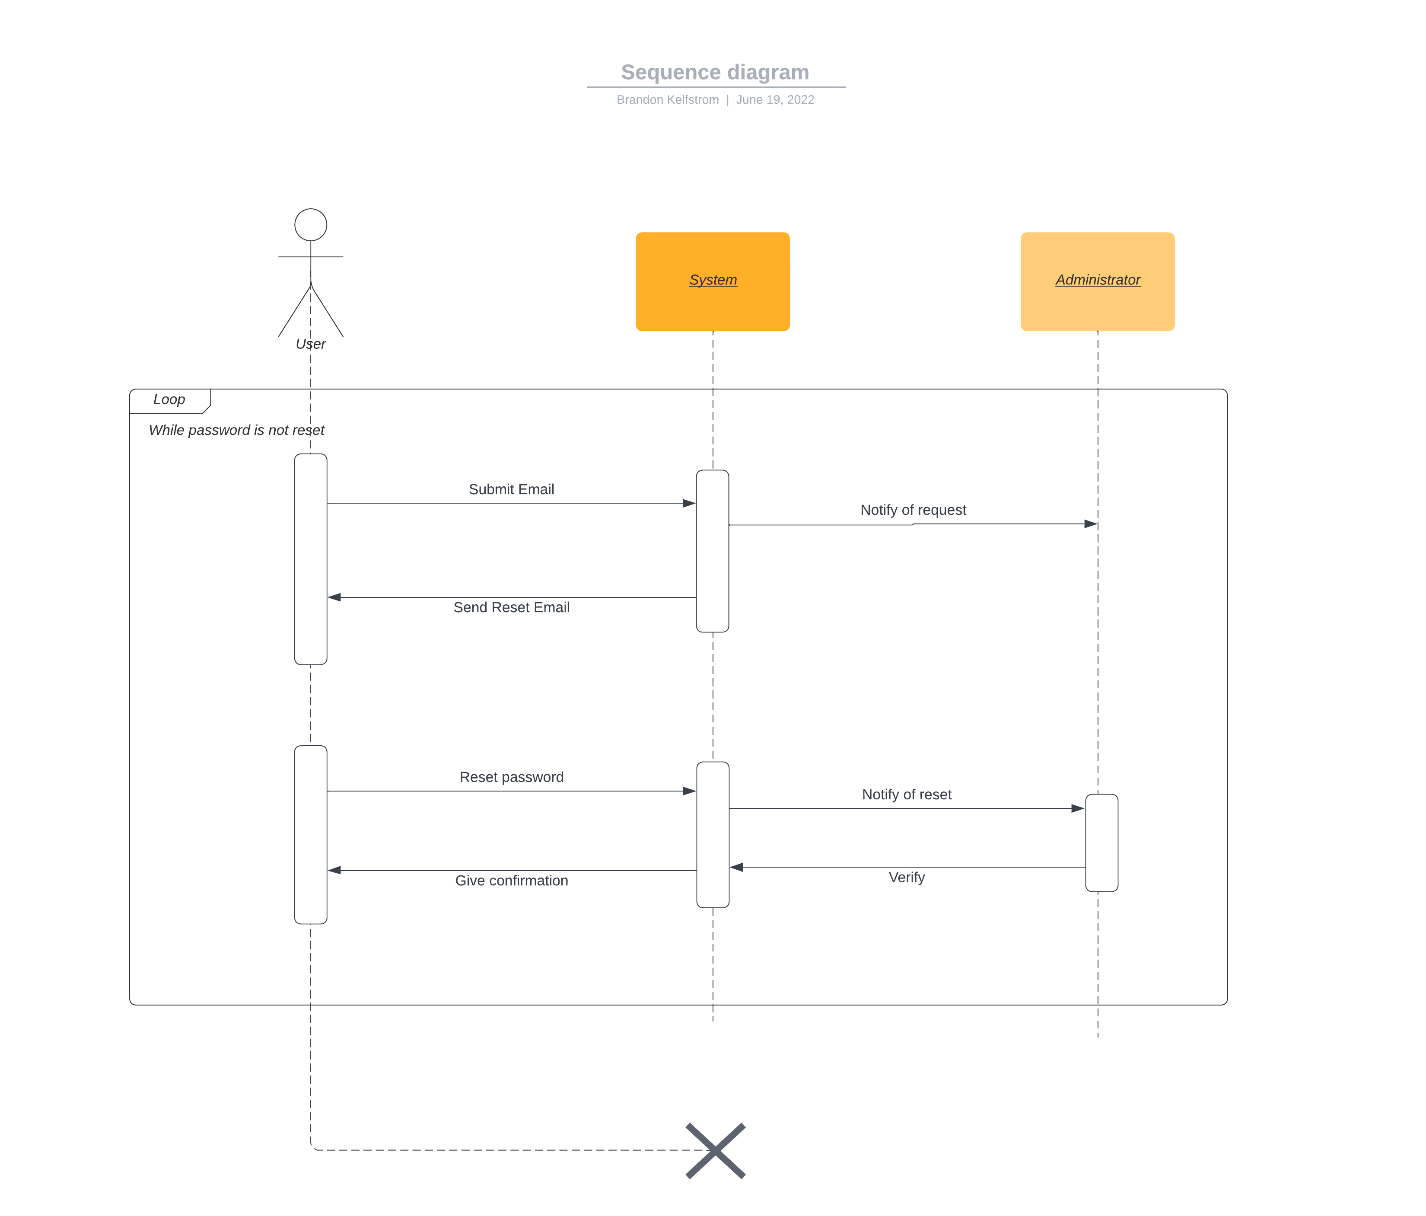 Sequence diagram
Brandon Kelfstrom | June 19, 2022
User
System
Administrator
Loop
While password is not reset
Submit Email
Notify of request
Send Reset Email
Reset password
Notify of reset
Verify
Give confirmation